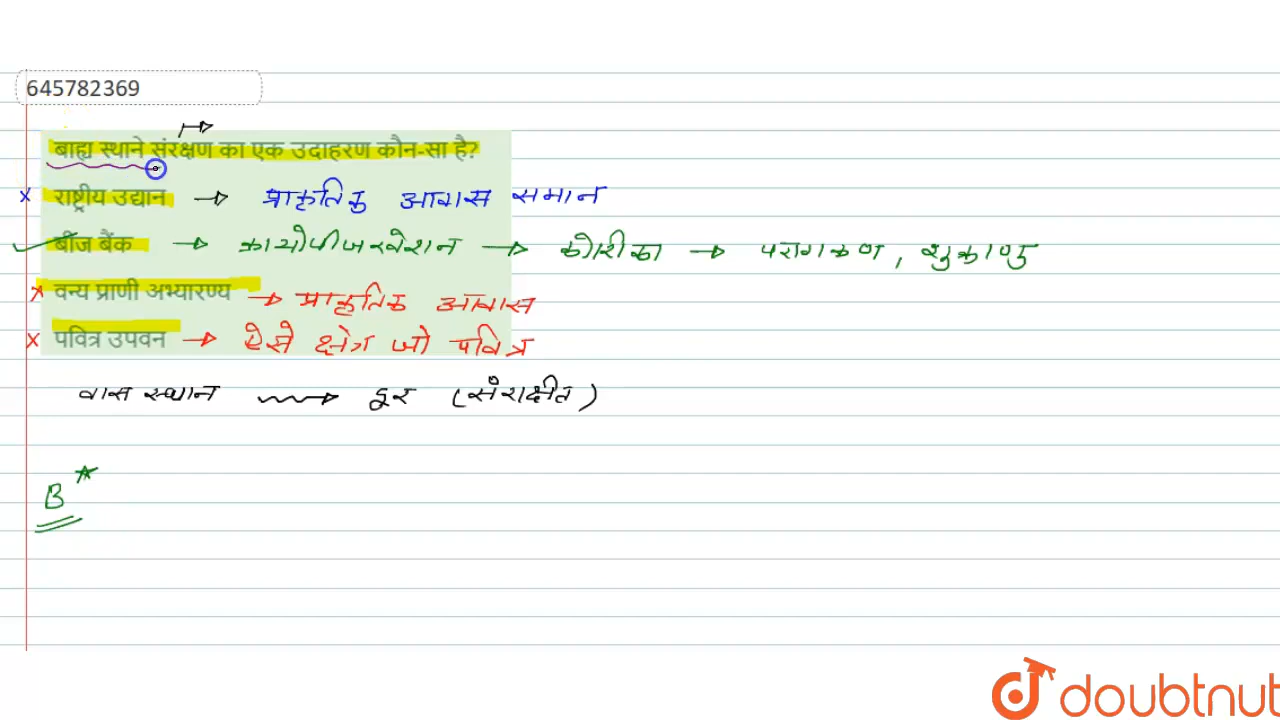 645782369
बाह्य स्थाने संरक्षण का एक उदाहरण कौन-सा है?
x राष्ट्रीय उद्यान → प्राकृतिक आवास समान
✓ बीज बैंक → कायोपीजरवेशन → कोशीका → परागकण, शुक्राणु
x वन्य प्राणी अभ्यारण्य → प्राकृतिक आवास
x पवित्र उपवन → ऐसे क्षेत्र जो पवित्र
वास स्थान → दूर (संराक्षीत)
B*
doubtnut